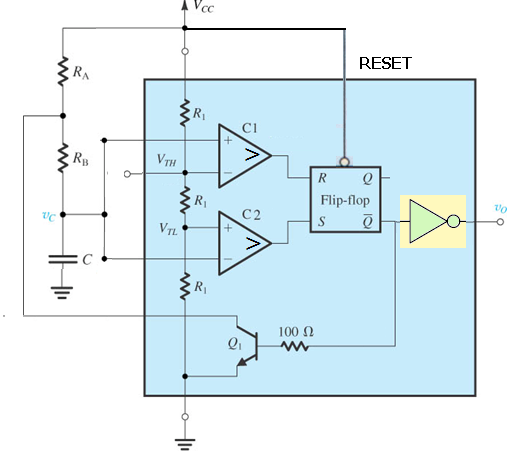 V_CC
RESET
R_A
R_1
C1
+
>
R_B
V_TH
−
R Q
R_1
Flip-flop
C2
v_C
V_TL
+
S Q̅
v_O
>
C
−
R_1
100 Ω
Q_1